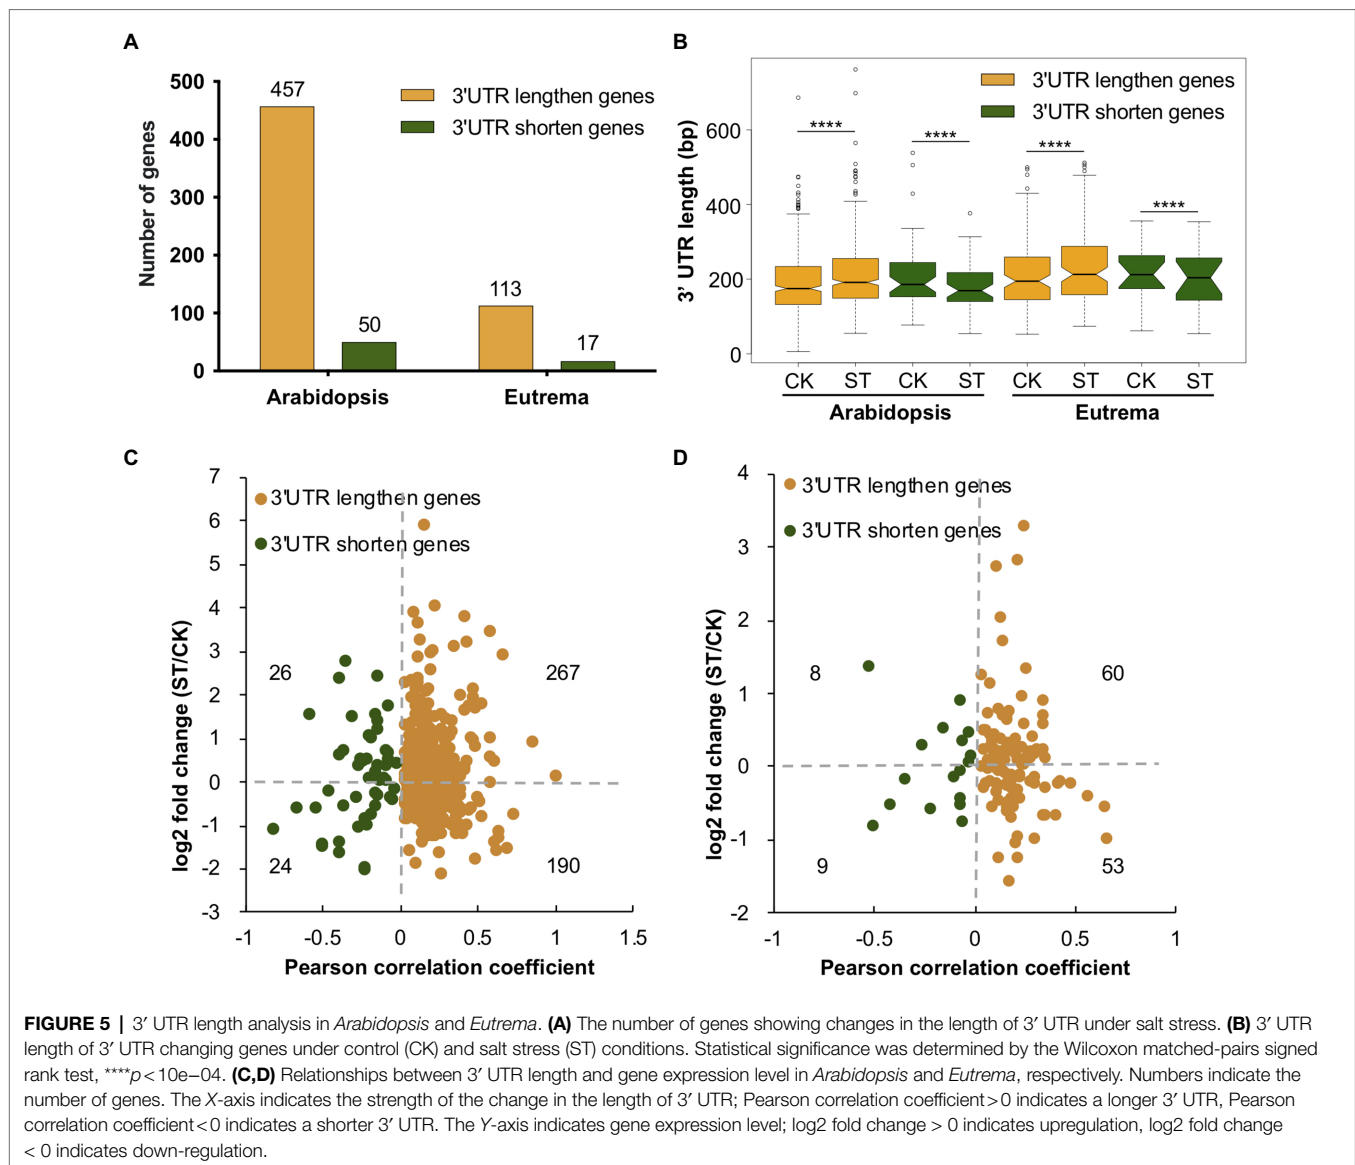 A
500
400
300
200
100
0
Number of genes
457
50
113
17
3'UTR lengthen genes
3'UTR shorten genes
Arabidopsis
Eutrema
B
600
400
200
0
3' UTR length (bp)
3'UTR lengthen genes
3'UTR shorten genes
****
****
****
****
CK ST CK ST CK ST CK ST
Arabidopsis
Eutrema
C
7
6
5
4
3
2
1
0
-1
-2
-3
log2 fold change (ST/CK)
3'UTR lengthen genes
3'UTR shorten genes
26
267
24
190
-1 -0.5 0 0.5 1 1.5
Pearson correlation coefficient
D
4
3
2
1
0
-1
-2
log2 fold change (ST/CK)
3'UTR lengthen genes
3'UTR shorten genes
8
60
9
53
-1 -0.5 0 0.5 1
Pearson correlation coefficient
FIGURE 5 | 3′ UTR length analysis in Arabidopsis and Eutrema. (A) The number of genes showing changes in the length of 3′ UTR under salt stress. (B) 3′ UTR
length of 3′ UTR changing genes under control (CK) and salt stress (ST) conditions. Statistical significance was determined by the Wilcoxon matched-pairs signed
rank test, ****p<10e−04. (C,D) Relationships between 3′ UTR length and gene expression level in Arabidopsis and Eutrema, respectively. Numbers indicate the
number of genes. The X-axis indicates the strength of the change in the length of 3′ UTR; Pearson correlation coefficient>0 indicates a longer 3′ UTR, Pearson
correlation coefficient<0 indicates a shorter 3′ UTR. The Y-axis indicates gene expression level; log2 fold change > 0 indicates upregulation, log2 fold change
< 0 indicates down-regulation.